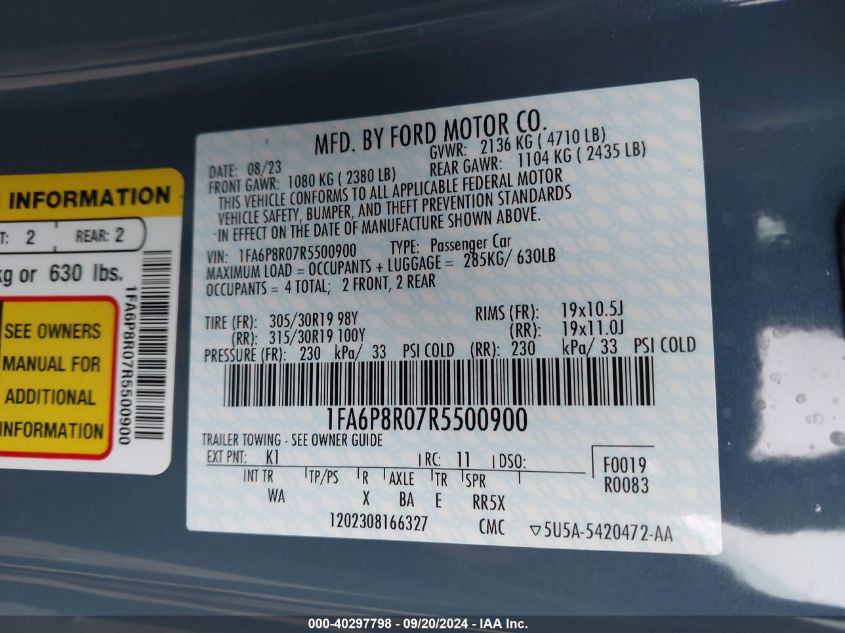 MFD. BY FORD MOTOR CO.
DATE: 08/23
GVWR: 2136 KG ( 4710 LB)
FRONT GAWR: 1080 KG ( 2380 LB)
REAR GAWR: 1104 KG ( 2435 LB)
THIS VEHICLE CONFORMS TO ALL APPLICABLE FEDERAL MOTOR
VEHICLE SAFETY, BUMPER, AND THEFT PREVENTION STANDARDS
IN EFFECT ON THE DATE OF MANUFACTURE SHOWN ABOVE.
VIN: 1FA6P8R07R5500900 TYPE: Passenger Car
MAXIMUM LOAD = OCCUPANTS + LUGGAGE = 285KG/ 630LB
OCCUPANTS = 4 TOTAL; 2 FRONT, 2 REAR
TIRE (FR): 305/30R19 98Y RIMS (FR): 19x10.5J
(RR): 315/30R19 100Y (RR): 19x11.0J
PRESSURE (FR): 230 kPa/ 33 PSI COLD (RR): 230 kPa/ 33 PSI COLD
1FA6P8R07R5500900
TRAILER TOWING - SEE OWNER GUIDE
EXT PNT: K1 RC: 11 DSO:
INT TR TP/PS R AXLE TR SPR
WA X BA E RR5X
F0019
R0083
1202308166327 CMC ▽5U5A-5420472-AA
INFORMATION
T: 2 REAR: 2
kg or 630 lbs.
SEE OWNERS
MANUAL FOR
ADDITIONAL
INFORMATION
1FA6P8R07R5500900
000-40297798 - 09/20/2024 - IAA Inc.